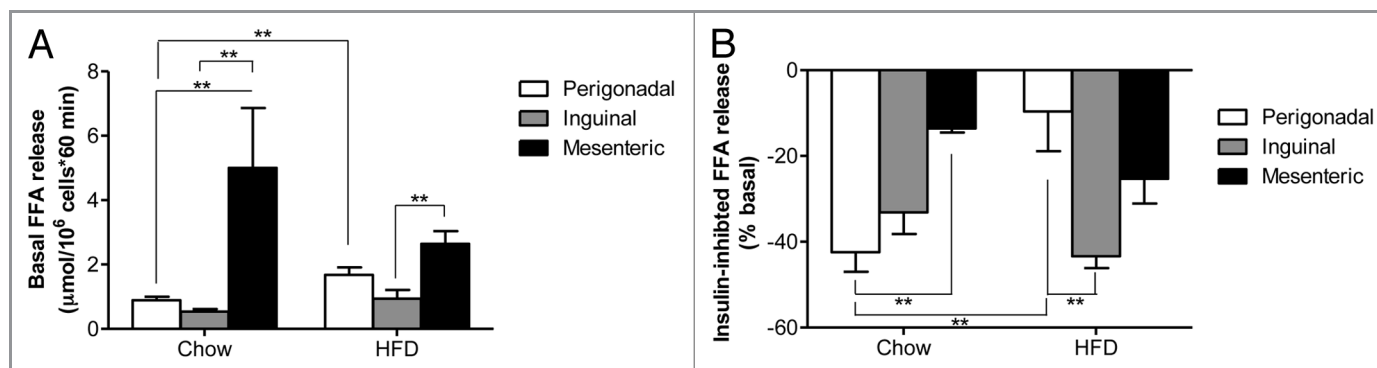 A
Basal FFA release
(μmol/10⁶ cells*60 min)
8
6
4
2
0
**
**
**
**
Chow
HFD
Perigonadal
Inguinal
Mesenteric
B
Insulin-inhibted FFA release
(% basal)
0
-20
-40
-60
**
**
**
Chow
HFD
Perigonadal
Inguinal
Mesenteric